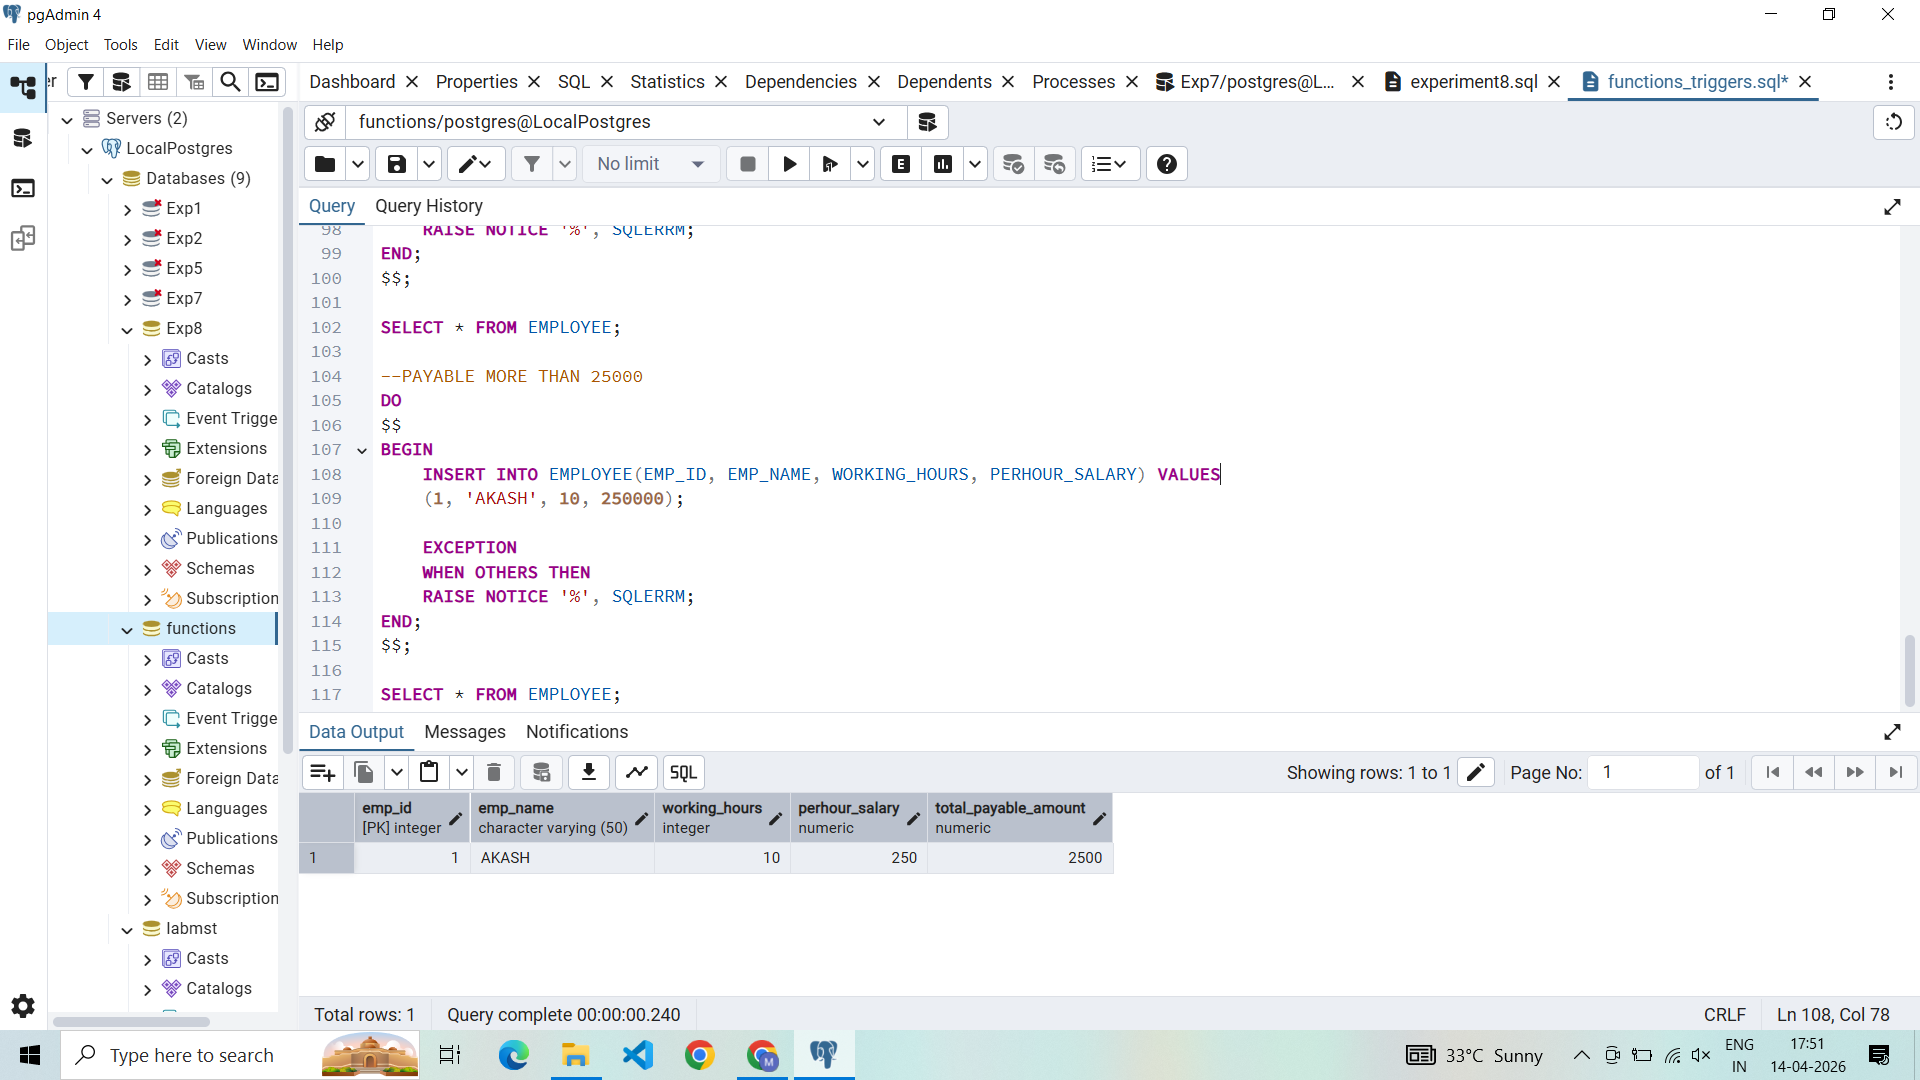 pgAdmin 4
File Object Tools Edit View Window Help
er
Dashboard Properties SQL Statistics Dependencies Dependents Processes Exp7/postgres@L... experiment8.sql functions_triggers.sql*
Servers (2)
LocalPostgres
Databases (9)
Exp1
Exp2
Exp5
Exp7
Exp8
Casts
Catalogs
Event Trigge
Extensions
Foreign Data
Languages
Publications
Schemas
Subscription
functions
Casts
Catalogs
Event Trigge
Extensions
Foreign Data
Languages
Publications
Schemas
Subscription
labmst
Casts
Catalogs
functions/postgres@LocalPostgres
No limit
E
Query Query History
98 RAISE NOTICE '%', SQLERRM;
99 END;
100 $$;
101
102 SELECT * FROM EMPLOYEE;
103
104 --PAYABLE MORE THAN 25000
105 DO
106 $$
107 BEGIN
108 INSERT INTO EMPLOYEE(EMP_ID, EMP_NAME, WORKING_HOURS, PERHOUR_SALARY) VALUES
109 (1, 'AKASH', 10, 250000);
110
111 EXCEPTION
112 WHEN OTHERS THEN
113 RAISE NOTICE '%', SQLERRM;
114 END;
115 $$;
116
117 SELECT * FROM EMPLOYEE;
Data Output Messages Notifications
SQL
Showing rows: 1 to 1 Page No: 1 of 1
emp_id emp_name working_hours perhour_salary total_payable_amount
[PK] integer character varying (50) integer numeric numeric
1 1 AKASH 10 250 2500
Total rows: 1 Query complete 00:00:00.240 CRLF Ln 108, Col 78
Type here to search
M
33°C Sunny
ENG
IN
17:51
14-04-2026